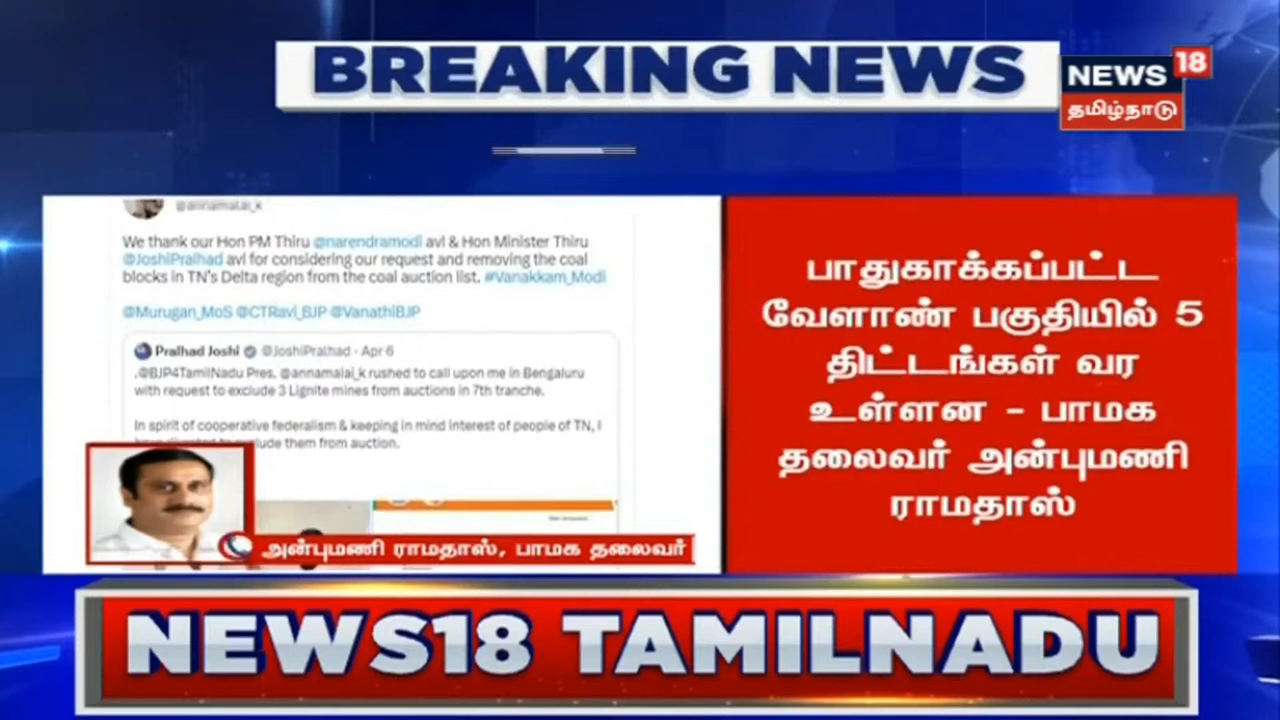 BREAKING NEWS
NEWS 18
தமிழ்நாடு
@annamalai_k
We thank our Hon PM Thiru @narendramodi avl & Hon Minister Thiru
@JoshiPralhad avl for considering our request and removing the coal
blocks in TN's Delta region from the coal auction list. #Vanakkam_Modi
@Murugan_MoS @CTRavi_BJP @VanathiBJP
Pralhad Joshi @JoshiPralhad - Apr 6
.@BJP4TamilNadu Pres. @annamalai_k rushed to call upon me in Bengaluru
with request to exclude 3 Lignite mines from auctions in 7th tranche.
In spirit of cooperative federalism & keeping in mind interest of people of TN, I
them from auction.
அன்புமணி ராமதாஸ், பாமக தலைவர்
பாதுகாக்கப்பட்ட
வேளாண் பகுதியில் 5
திட்டங்கள் வர
உள்ளன - பாமக
தலைவர் அன்புமணி
ராமதாஸ்
NEWS18 TAMILNADU